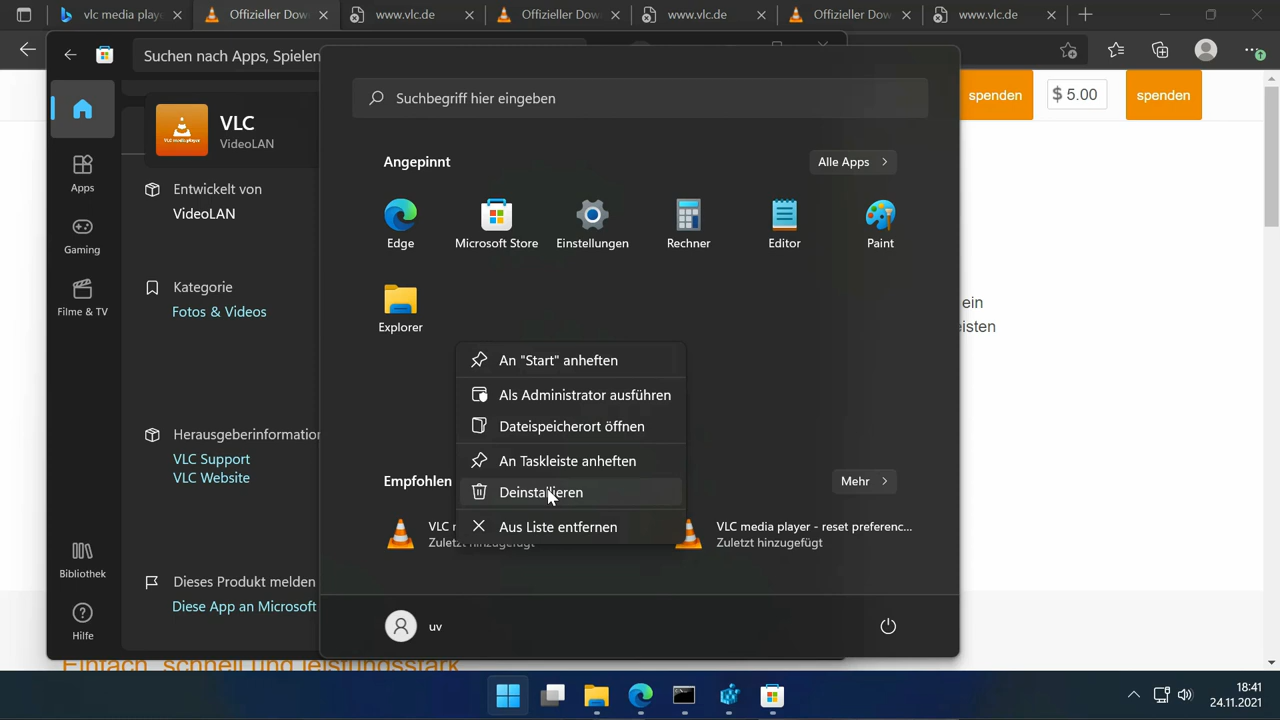 vlc media playe
Offizieller Dow
www.vlc.de
Offizieller Dow
www.vlc.de
Offizieller Dow
www.vlc.de
Suchen nach Apps, Spielen
spenden
$ 5.00
spenden
VLC
VideoLAN
Entwickelt von
VideoLAN
Kategorie
Fotos & Videos
Herausgeberinformation
VLC Support
VLC Website
Dieses Produkt melden
Diese App an Microsoft
Apps
Gaming
Filme & TV
Bibliothek
Hilfe
Suchbegriff hier eingeben
Angepinnt
Alle Apps
Edge
Microsoft Store
Einstellungen
Rechner
Editor
Paint
Explorer
An "Start" anheften
Als Administrator ausführen
Dateispeicherort öffnen
An Taskleiste anheften
Deinstallieren
Aus Liste entfernen
Empfohlen
Mehr
VLC
Zuletzt hinzugefügt
VLC media player - reset preferenc...
Zuletzt hinzugefügt
uv
ein
eisten
Einfach, schnell und leistungsstark
18:41
24.11.2021